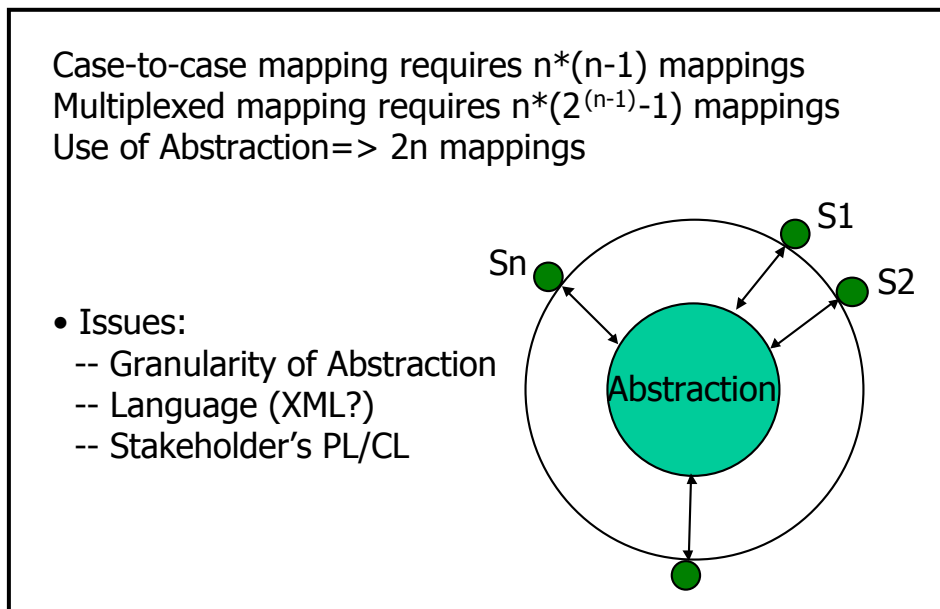 Case-to-case mapping requires n*(n-1) mappings
Multiplexed mapping requires n*(2^(n-1)-1) mappings
Use of Abstraction=> 2n mappings
S1
Sn
S2
• Issues:
-- Granularity of Abstraction
Abstraction
-- Language (XML?)
-- Stakeholder's PL/CL